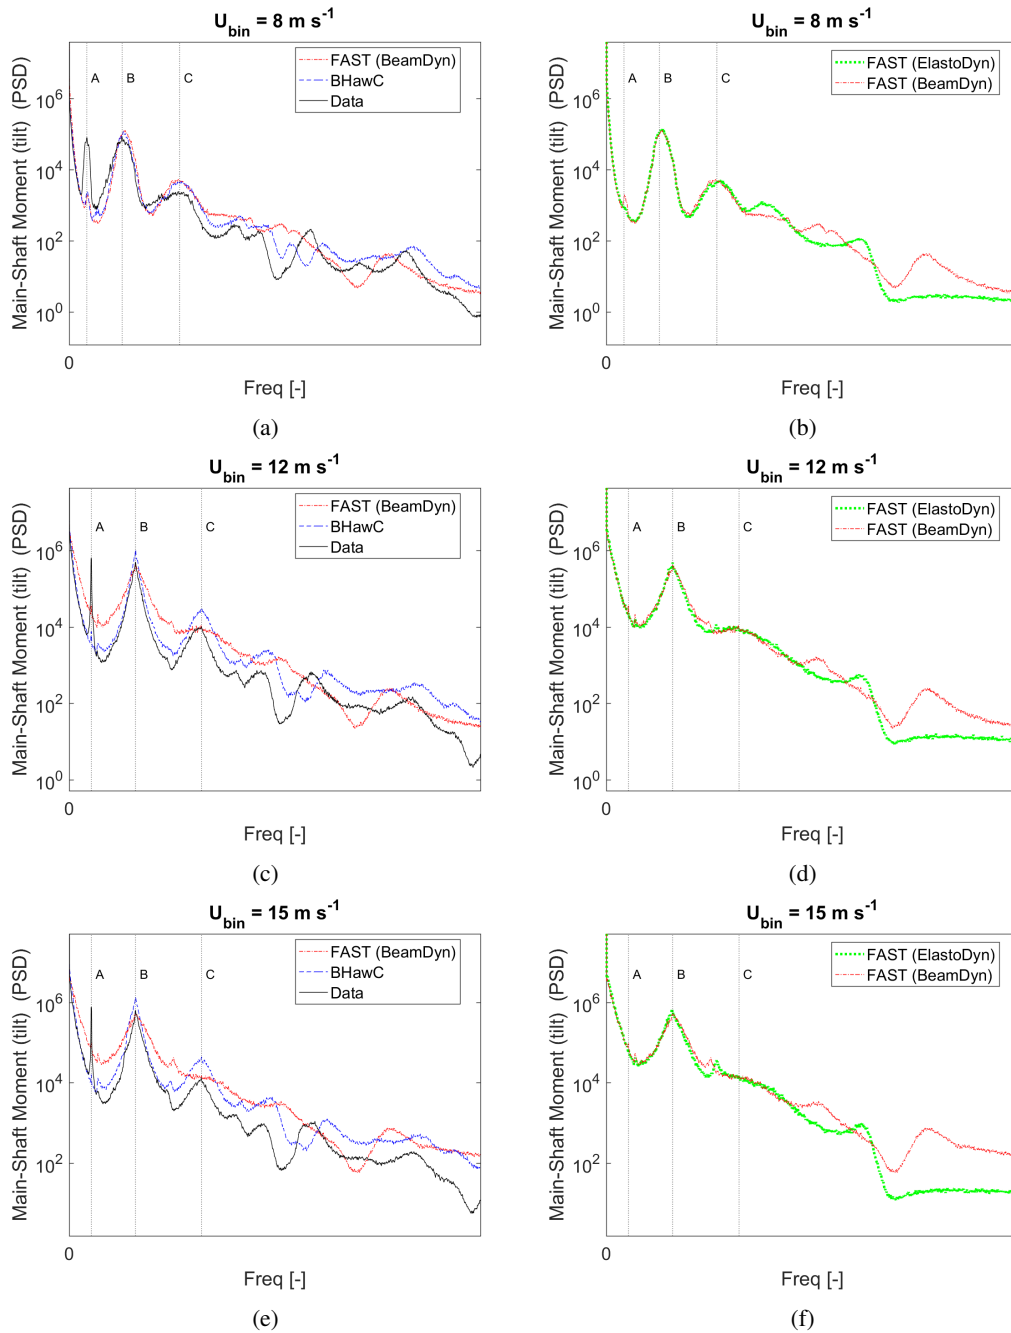 U_bin = 8 m s^-1
Main-Shaft Moment (tilt) (PSD)
10^6
10^4
10^2
10^0
A
B
C
FAST (BeamDyn)
BHawC
Data
0
Freq [-]
(a)
U_bin = 8 m s^-1
Main-Shaft Moment (tilt) (PSD)
10^6
10^4
10^2
10^0
A
B
C
FAST (ElastoDyn)
FAST (BeamDyn)
0
Freq [-]
(b)
U_bin = 12 m s^-1
Main-Shaft Moment (tilt) (PSD)
10^6
10^4
10^2
10^0
A
B
C
FAST (BeamDyn)
BHawC
Data
0
Freq [-]
(c)
U_bin = 12 m s^-1
Main-Shaft Moment (tilt) (PSD)
10^6
10^4
10^2
10^0
A
B
C
FAST (ElastoDyn)
FAST (BeamDyn)
0
Freq [-]
(d)
U_bin = 15 m s^-1
Main-Shaft Moment (tilt) (PSD)
10^6
10^4
10^2
A
B
C
FAST (BeamDyn)
BHawC
Data
0
Freq [-]
(e)
U_bin = 15 m s^-1
Main-Shaft Moment (tilt) (PSD)
10^6
10^4
10^2
A
B
C
FAST (ElastoDyn)
FAST (BeamDyn)
0
Freq [-]
(f)